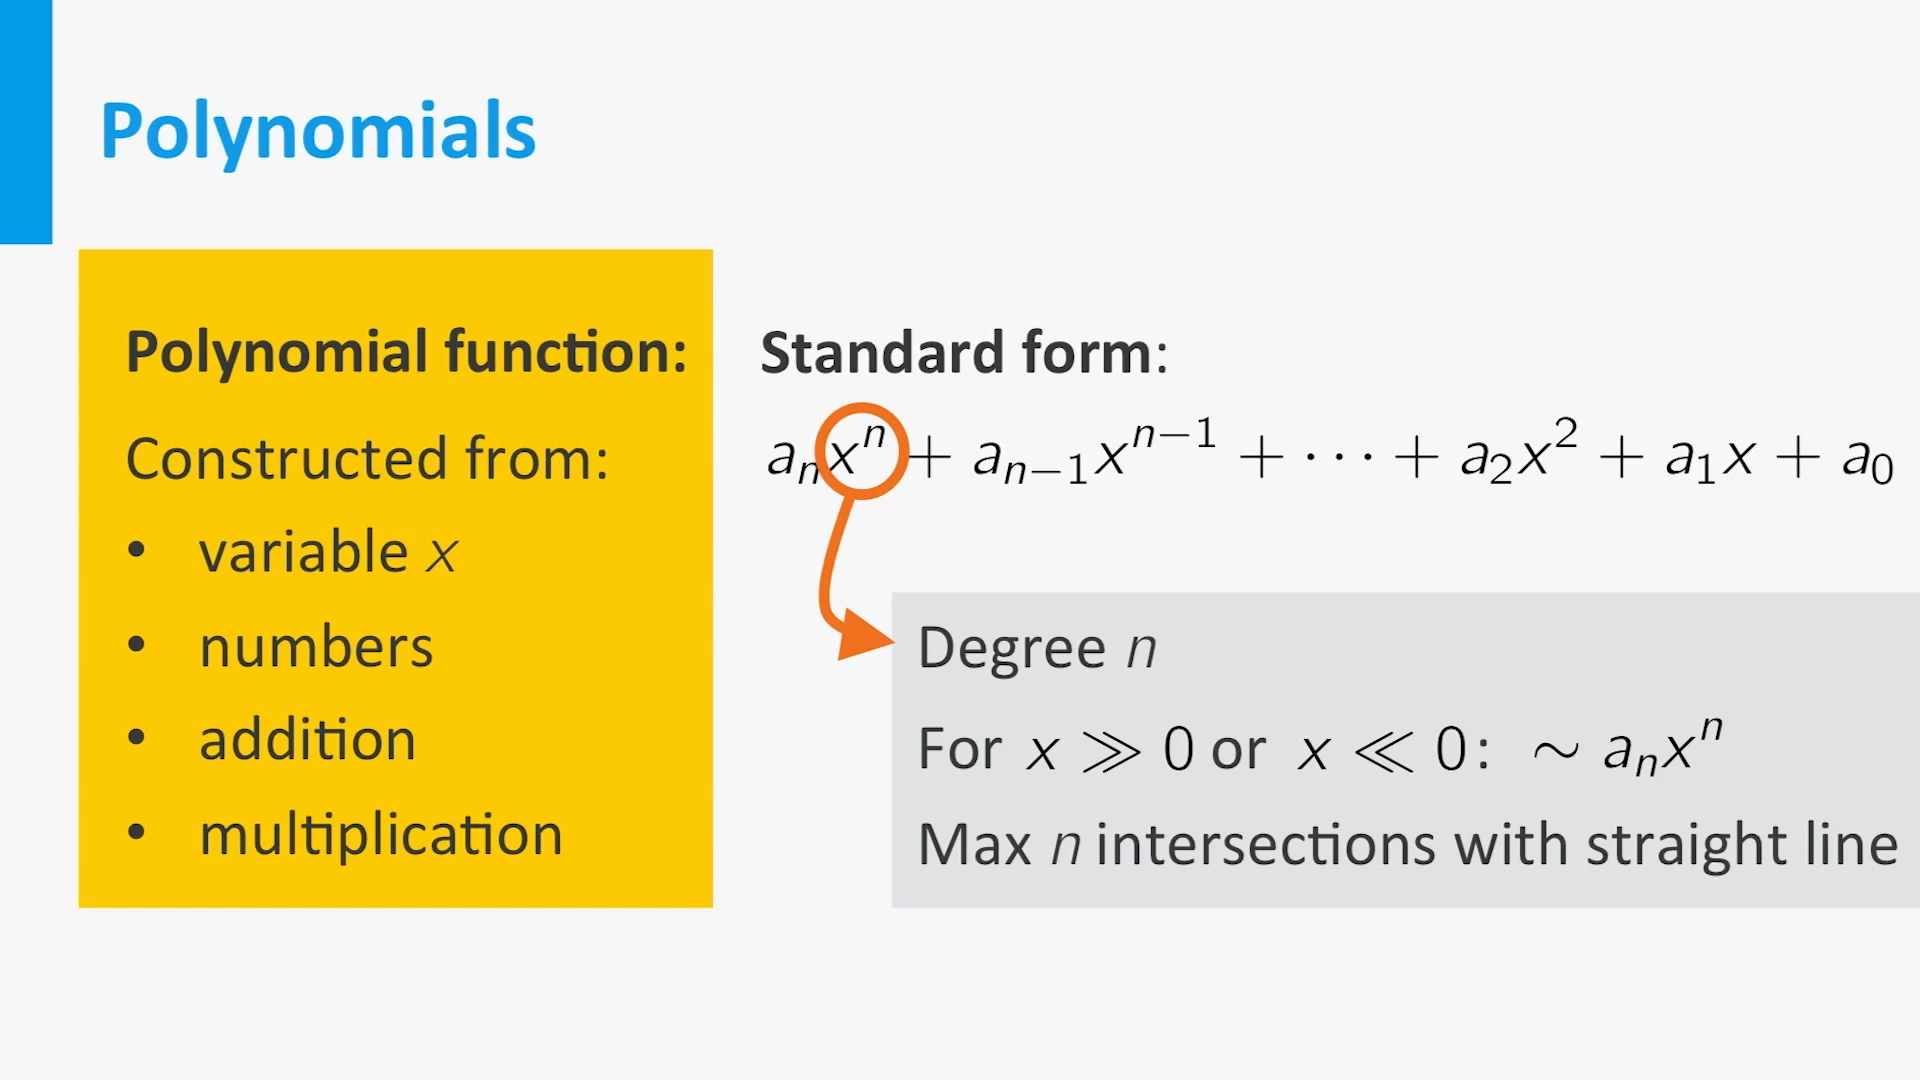 Polynomials
Polynomial function:
Constructed from:
• variable x
• numbers
• addition
• multiplication
Standard form:
aₙxⁿ + aₙ₋₁xⁿ⁻¹ + ··· + a₂x² + a₁x + a₀
Degree n
For x ≫ 0 or x ≪ 0: ∼ aₙxⁿ
Max n intersections with straight line